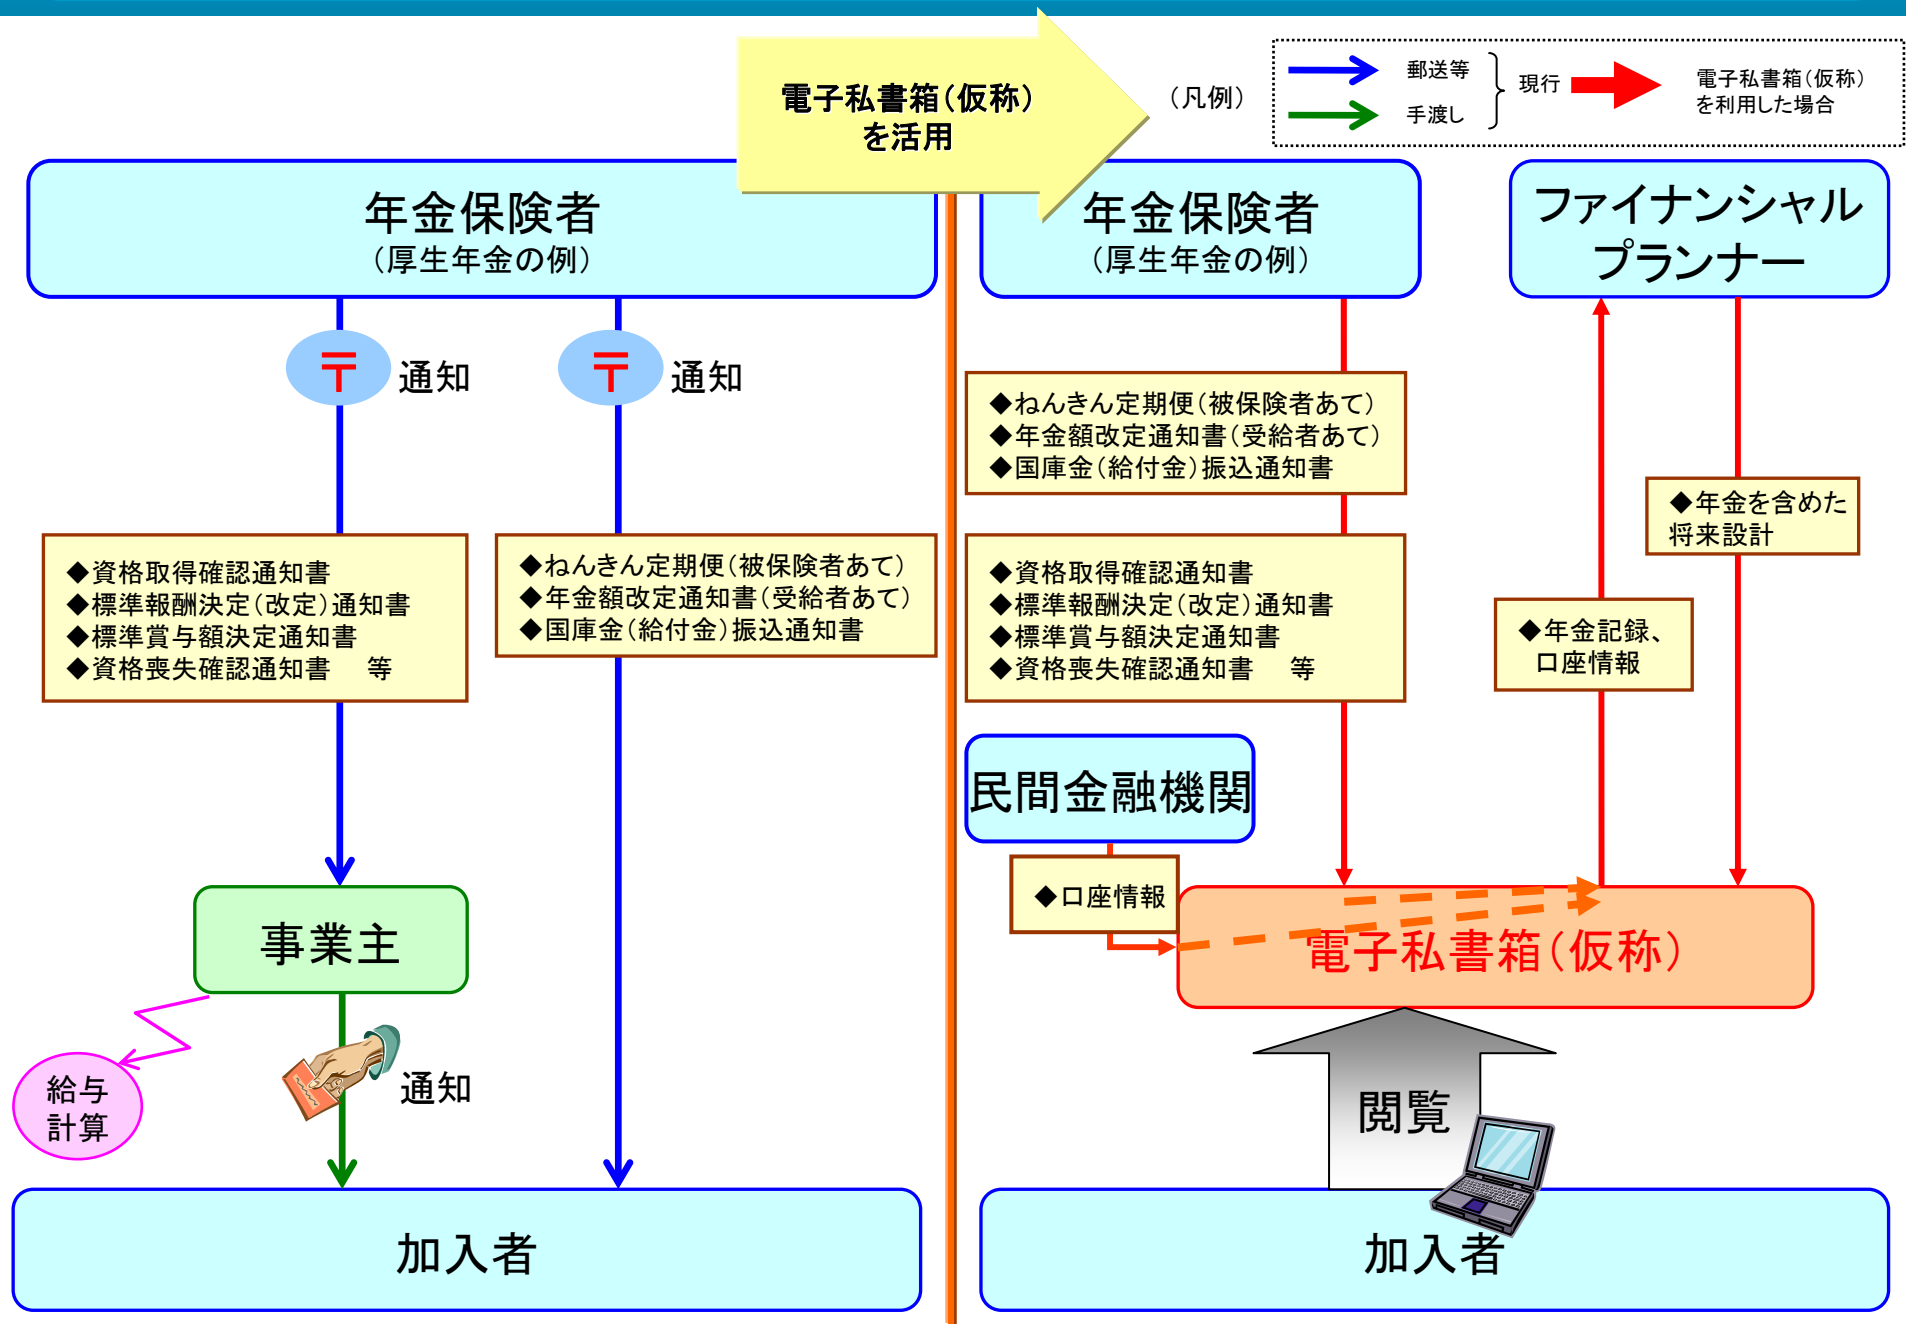 電子私書箱(仮称)
を活用
(凡例)
郵送等
手渡し
現行
電子私書箱(仮称)
を利用した場合
年金保険者
(厚生年金の例)
〒
通知
〒
通知
◆資格取得確認通知書
◆標準報酬決定(改定)通知書
◆標準賞与額決定通知書
◆資格喪失確認通知書 等
◆ねんきん定期便(被保険者あて)
◆年金額改定通知書(受給者あて)
◆国庫金(給付金)振込通知書
事業主
給与
計算
通知
加入者
年金保険者
(厚生年金の例)
ファイナンシャル
プランナー
◆ねんきん定期便(被保険者あて)
◆年金額改定通知書(受給者あて)
◆国庫金(給付金)振込通知書
◆資格取得確認通知書
◆標準報酬決定(改定)通知書
◆標準賞与額決定通知書
◆資格喪失確認通知書 等
◆年金を含めた
将来設計
◆年金記録、
口座情報
民間金融機関
◆口座情報
電子私書箱(仮称)
閲覧
加入者